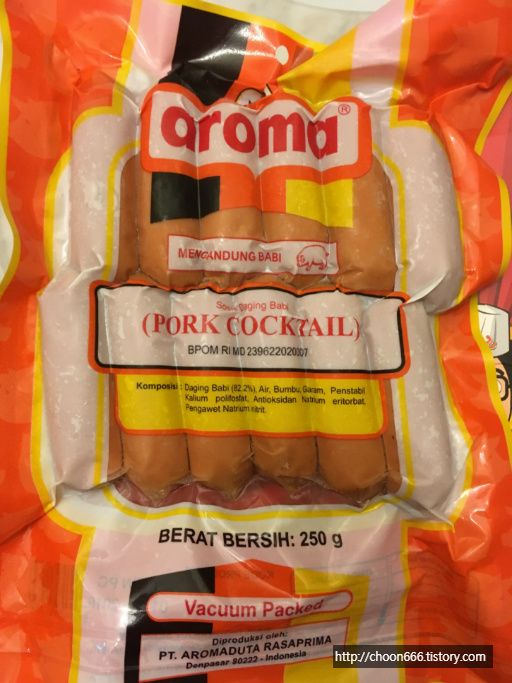 aroma®
MENGANDUNG BABI
Sosis Daging Babi
(PORK COCKTAIL)
BPOM RI MD 239622020007
Komposisi : Daging Babi (82.2%), Air, Bumbu, Garam, Penstabil
Kalium polifosfat, Antioksidan Natrium eritorbat,
Pengawet Natrium nitrit.
BERAT BERSIH: 250 g
Vacuum Packed
Diproduksi oleh:
PT. AROMADUTA RASAPRIMA
Denpasar 80222 - Indonesia
http://choon666.tistory.com